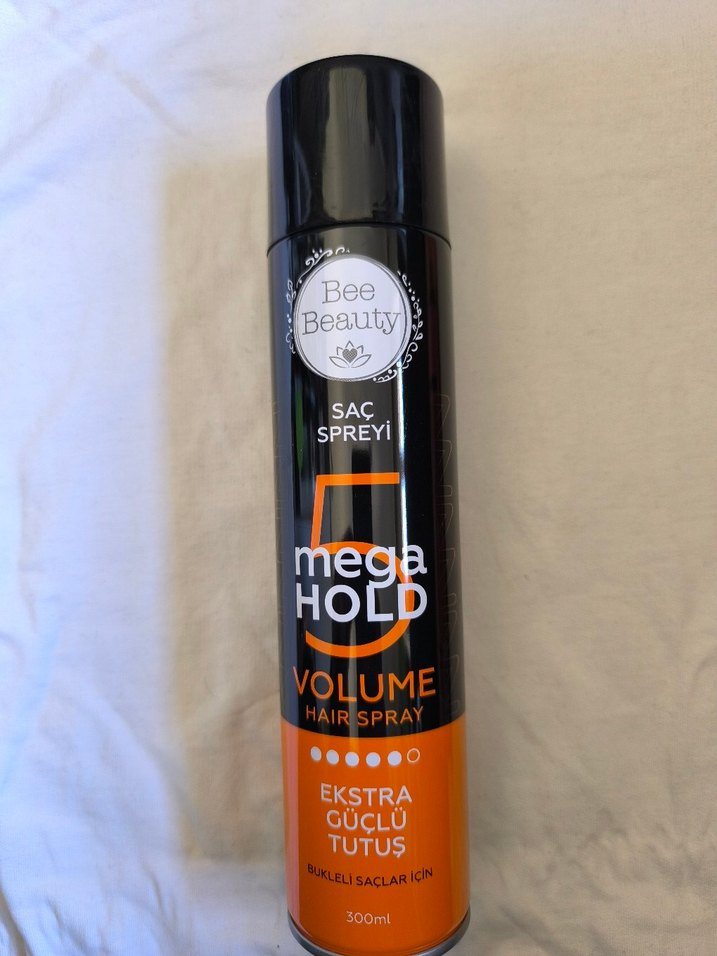 Bee
Beauty
SAÇ
SPREYİ
5
mega
HOLD
VOLUME
HAIR SPRAY
EKSTRA
GÜÇLÜ
TUTUŞ
BUKLELİ SAÇLAR İÇİN
300ml